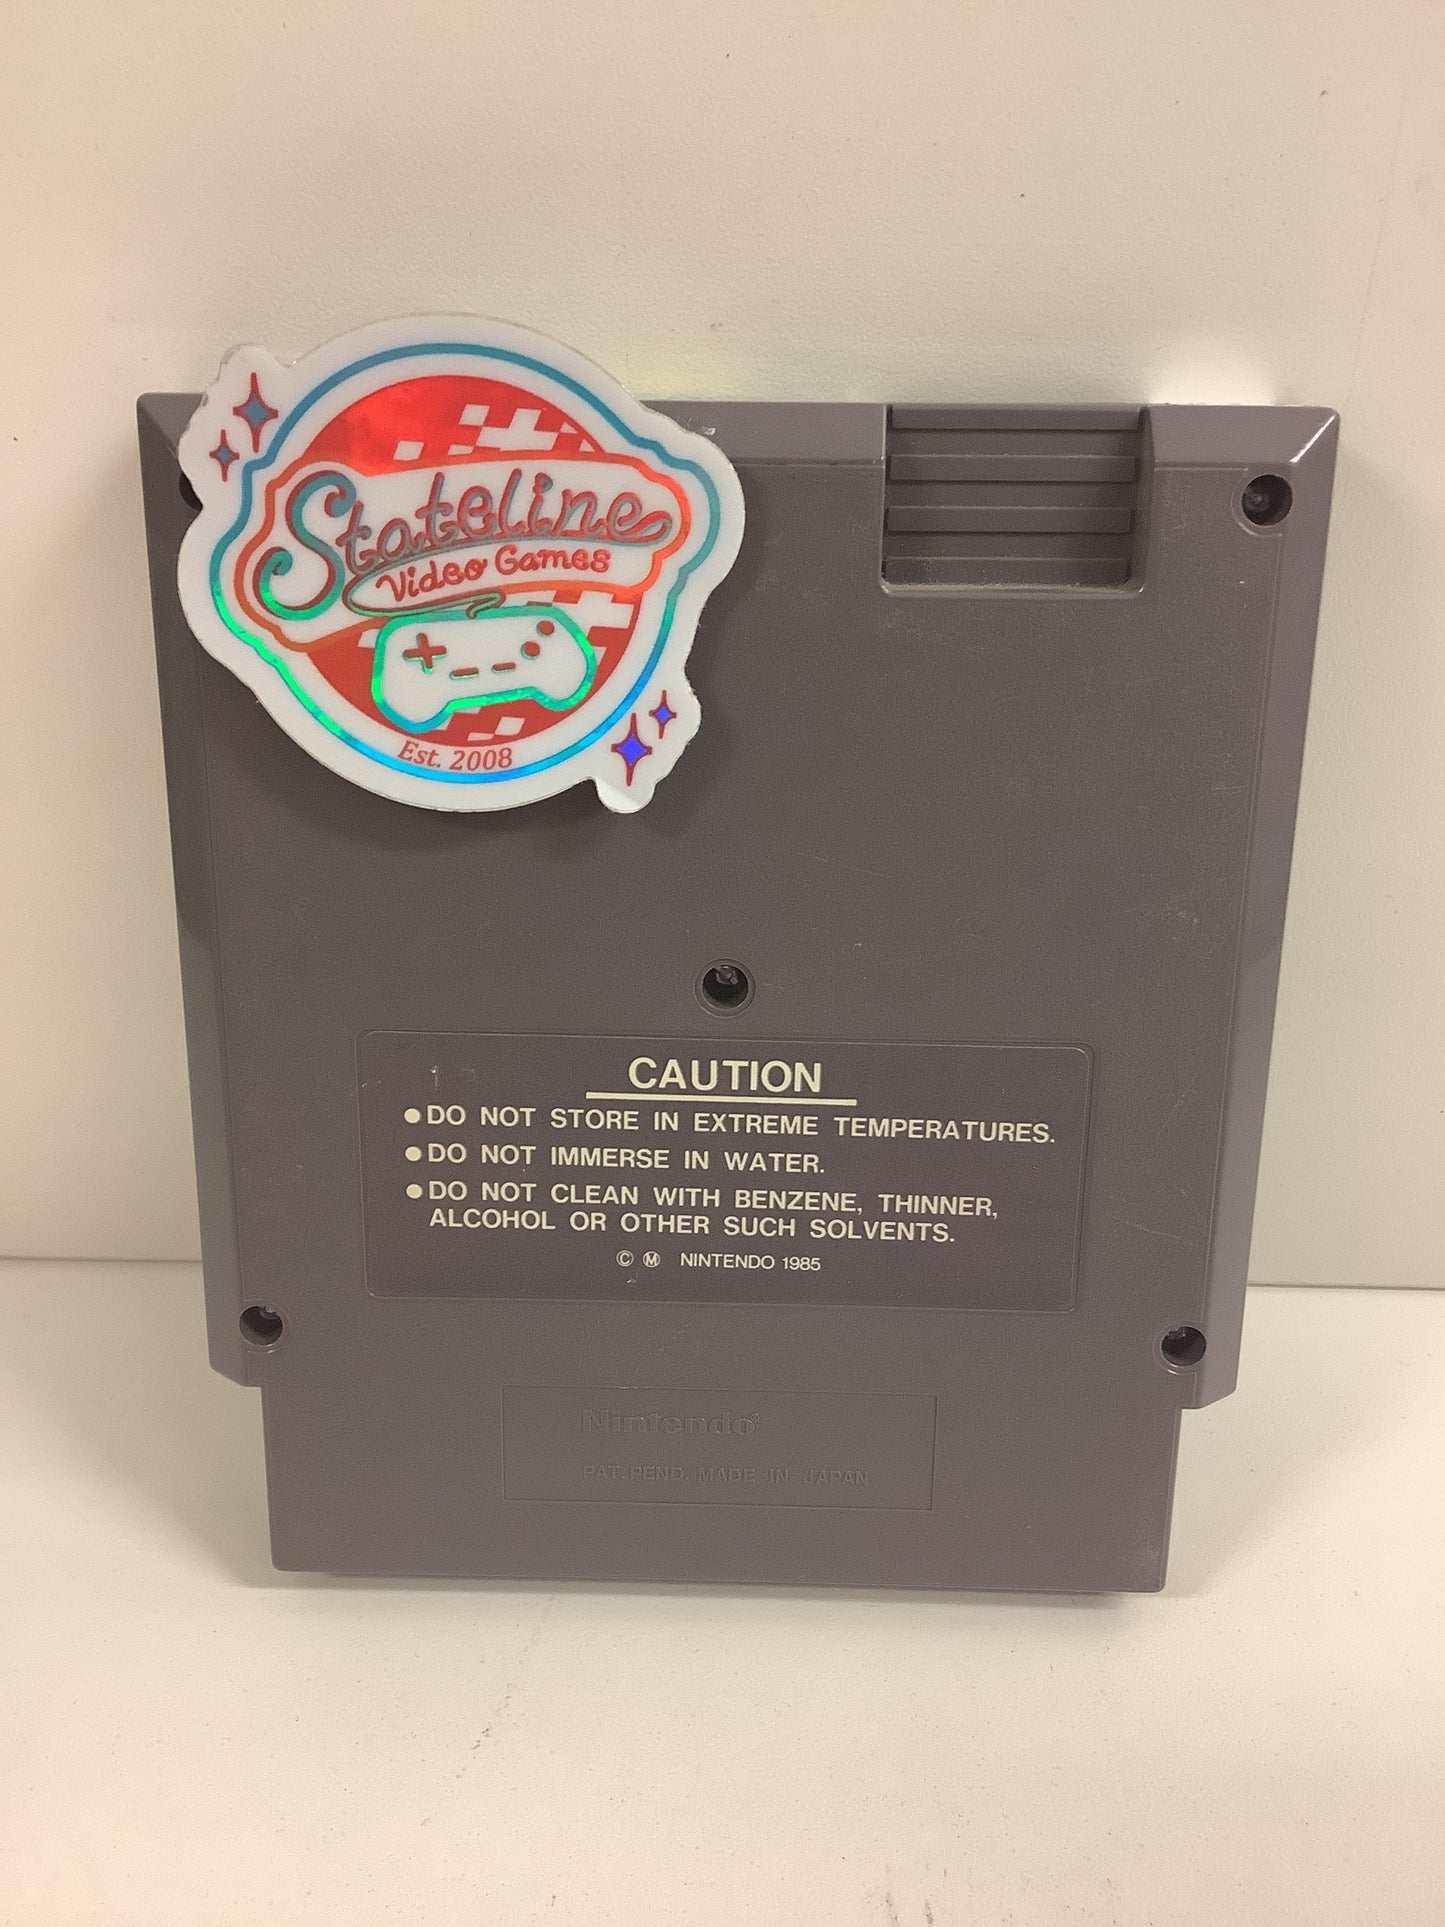 Stateline
Video Games
Est. 2008
CAUTION
●DO NOT STORE IN EXTREME TEMPERATURES.
●DO NOT IMMERSE IN WATER.
●DO NOT CLEAN WITH BENZENE, THINNER,
ALCOHOL OR OTHER SUCH SOLVENTS.
© Ⓜ NINTENDO 1985
Nintendo®
PAT. PEND. MADE IN JAPAN